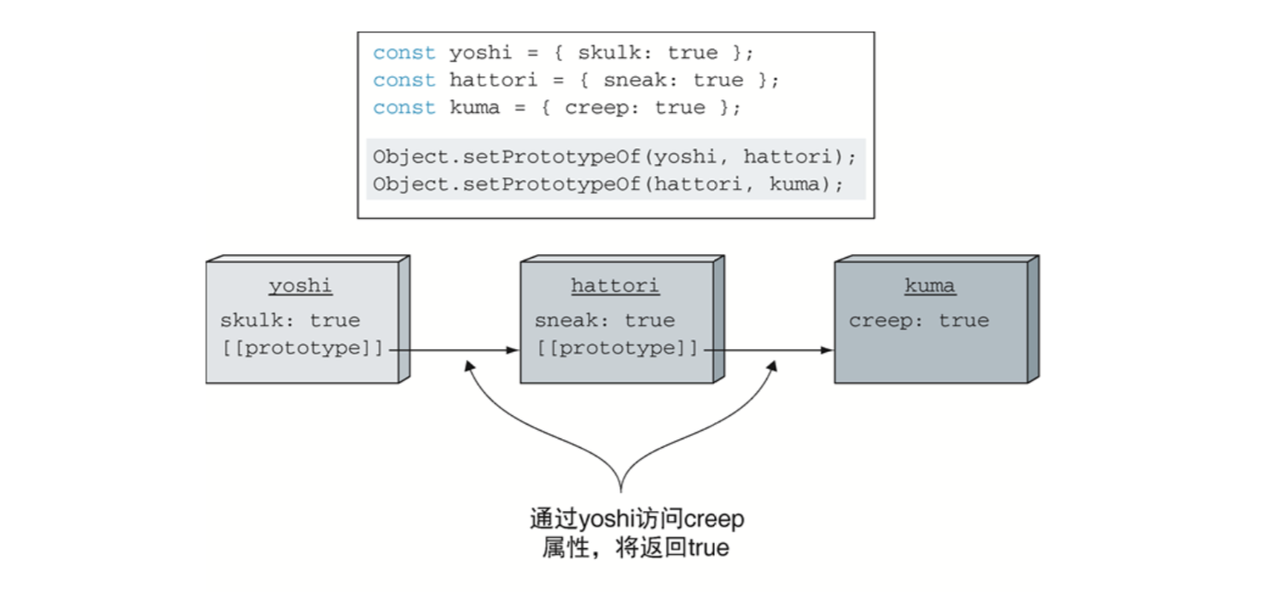 const yoshi = { skulk: true };
const hattori = { sneak: true };
const kuma = { creep: true };
Object.setPrototypeOf(yoshi, hattori);
Object.setPrototypeOf(hattori, kuma);
yoshi
skulk: true
[[prototype]]
hattori
sneak: true
[[prototype]]
kuma
creep: true
通过yoshi访问creep
属性，将返回true